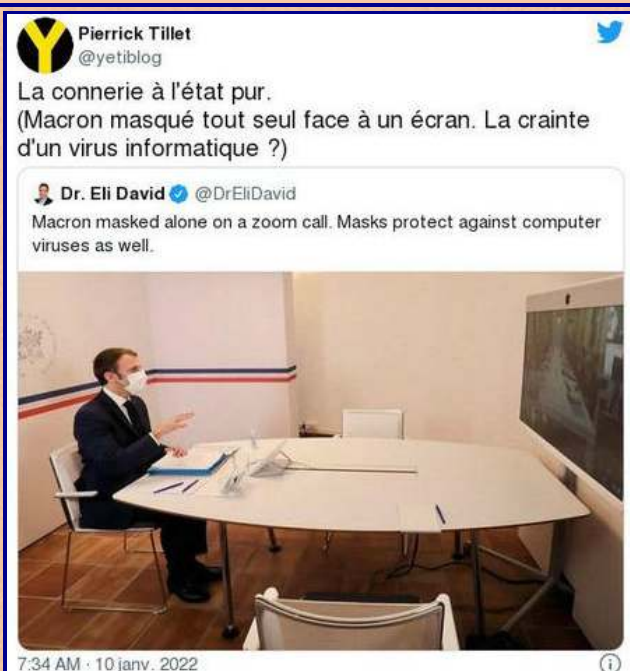 Pierrick Tillet
@yetiblog
La connerie à l'état pur.
(Macron masqué tout seul face à un écran. La crainte
d'un virus informatique ?)
Dr. Eli David @DrEliDavid
Macron masked alone on a zoom call. Masks protect against computer
viruses as well.
7:34 AM · 10 janv. 2022